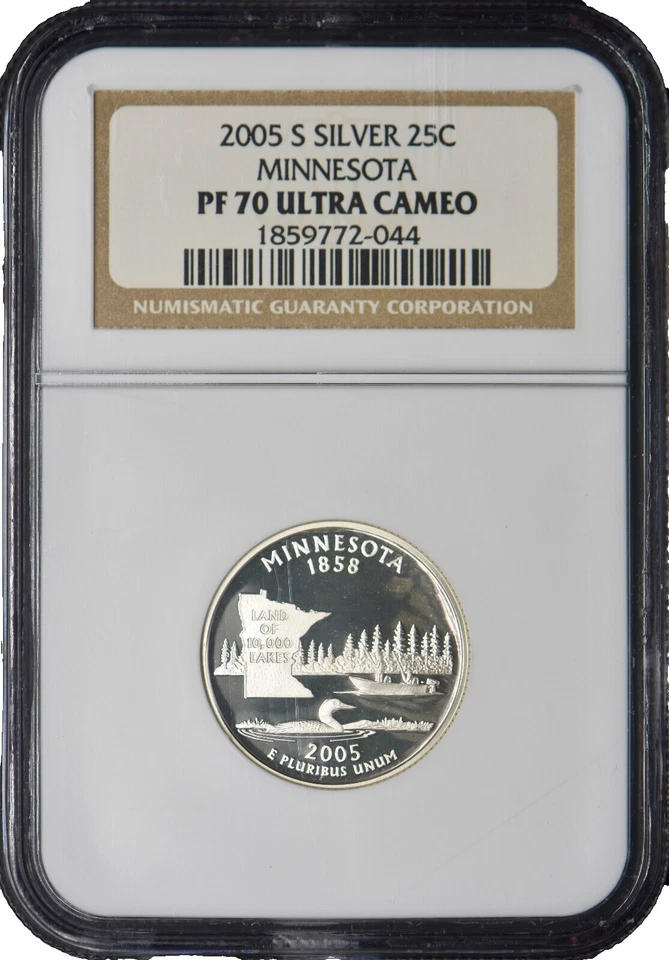 2005 S SILVER 25C
MINNESOTA
PF 70 ULTRA CAMEO
1859772-044
NUMISMATIC GUARANTY CORPORATION
MINNESOTA
1858
LAND
OF
10,000
LAKES
2005
E PLURIBUS UNUM